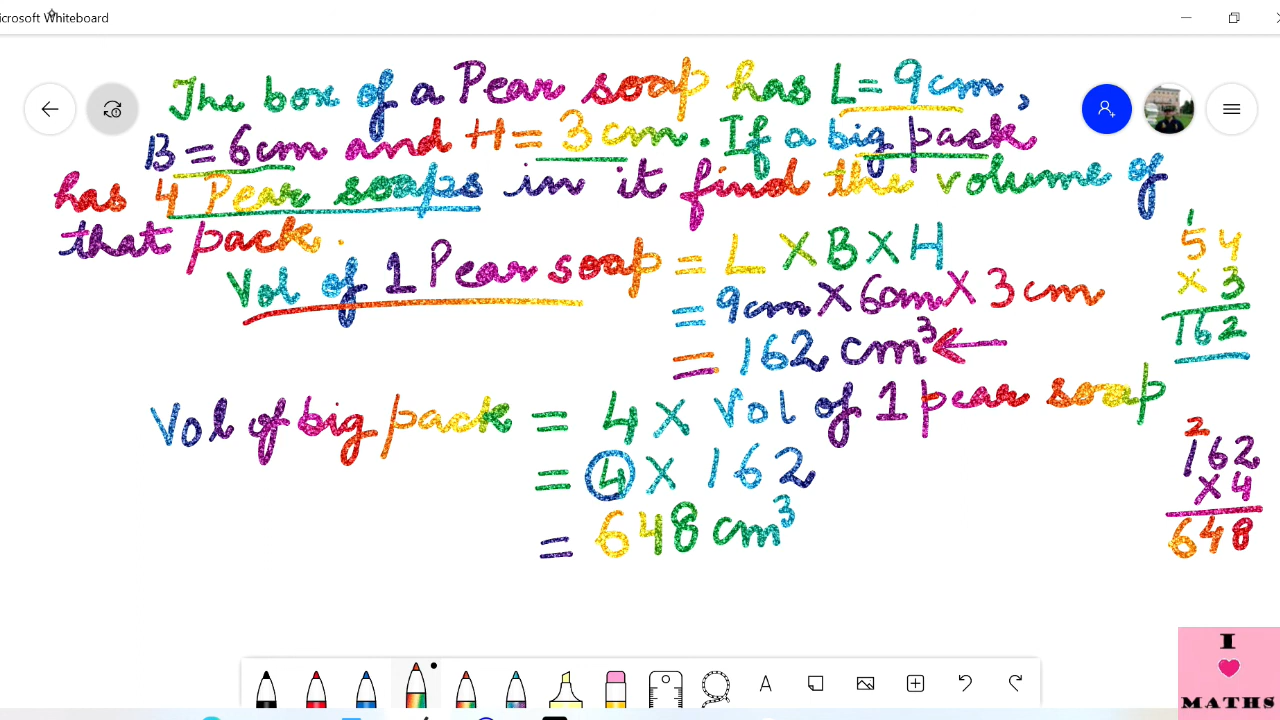 crosoft Whiteboard
The box of a Pear soap has L= 9cm,
B = 6cm and H = 3 cm. If a big pack
has 4 Pear soaps in it find the volume of
that pack.
Vol of 1 Pear soap = L X B X H
= 9cm X 6cm X 3 cm
= 162 cm³
1
54
X 3
162
Vol of big pack = 4 X Vol of 1 pear soap
= 4 X 162
= 648 cm³
2
162
X 4
648
A
I
MATHS